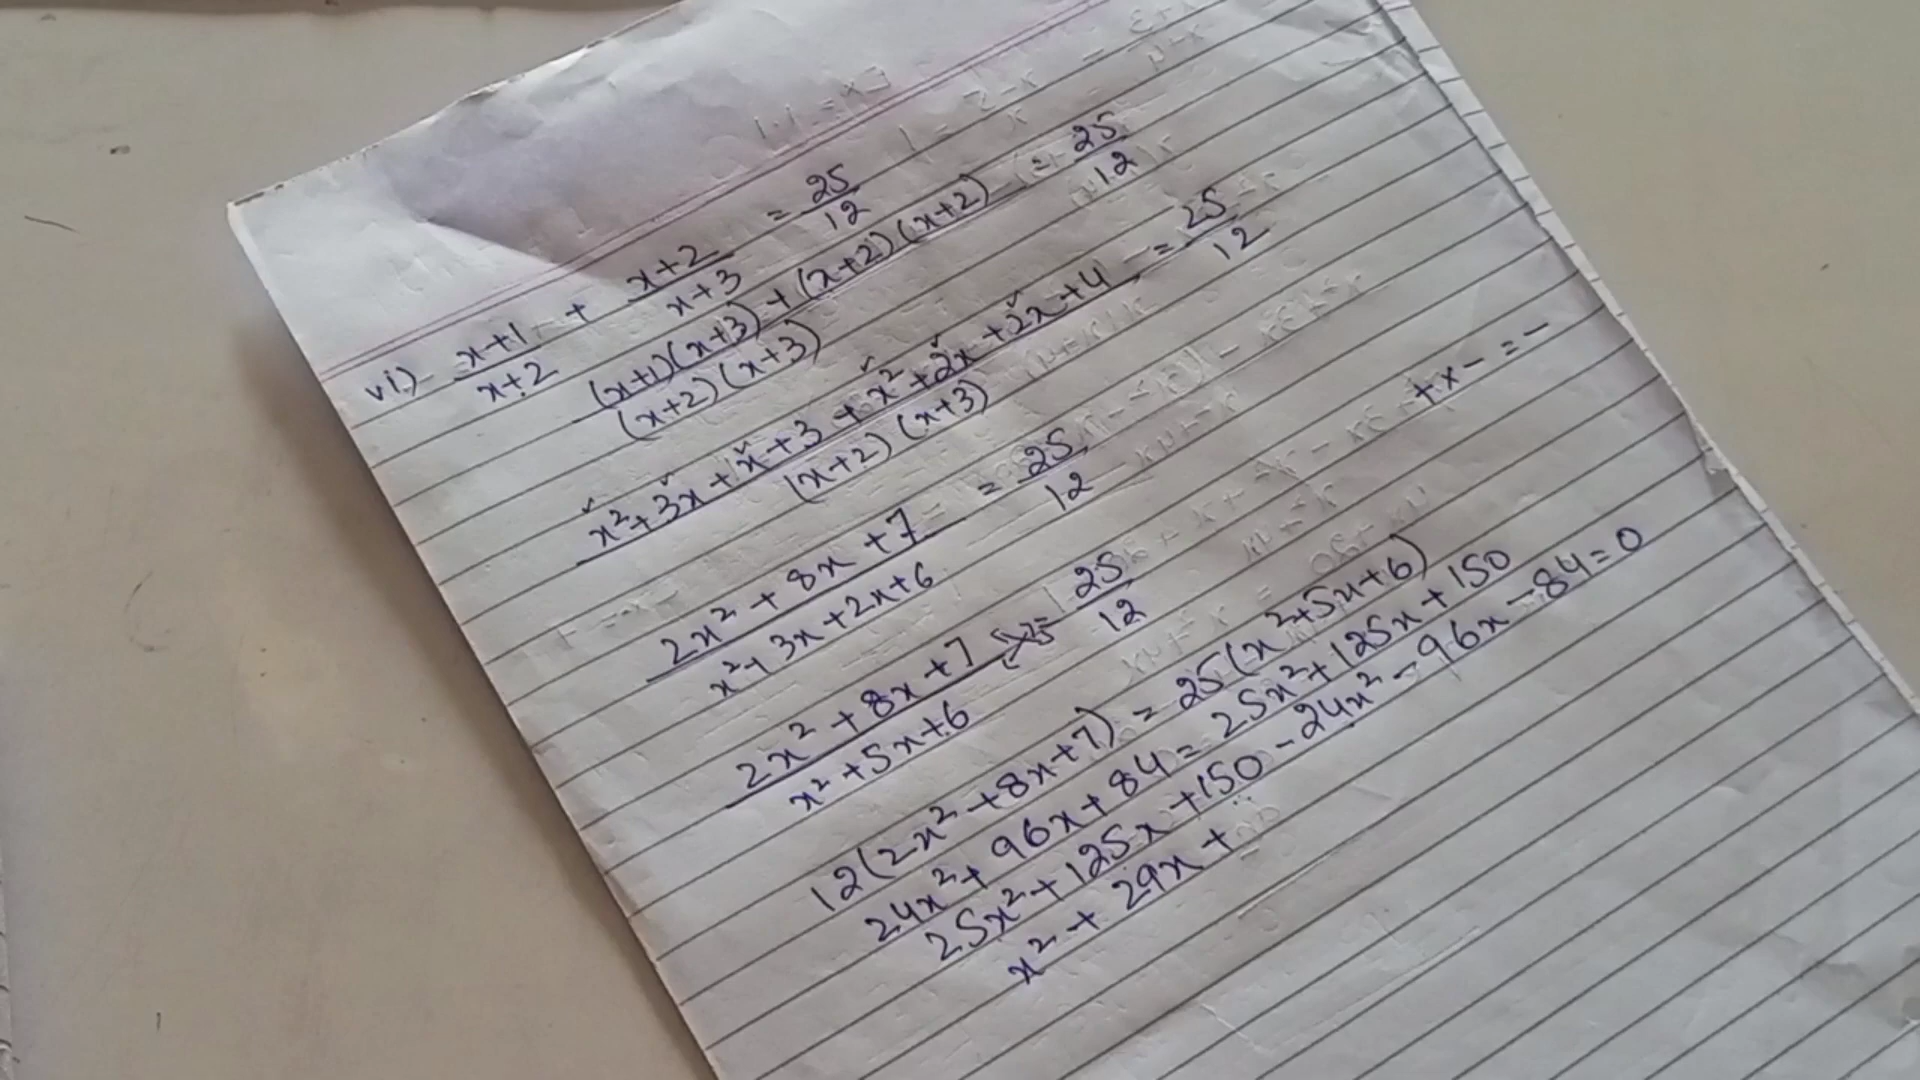 vi) x+1/x+2 + x+2/x+3 = 25/12
(x+1)(x+3) + (x+2)(x+2)/(x+2)(x+3) = 25/12
x²+3x+x+3+x²+2x+2x+4/(x+2)(x+3) = 25/12
2x²+8x+7/x²+3x+2x+6 = 25/12
+x-=-
2x²+8x+7/x²+5x+6 = 25/12
12(2x²+8x+7) = 25(x²+5x+6)
24x²+96x+84 = 25x²+125x+150
25x²+125x+150-24x²-96x-84=0
x²+29x+